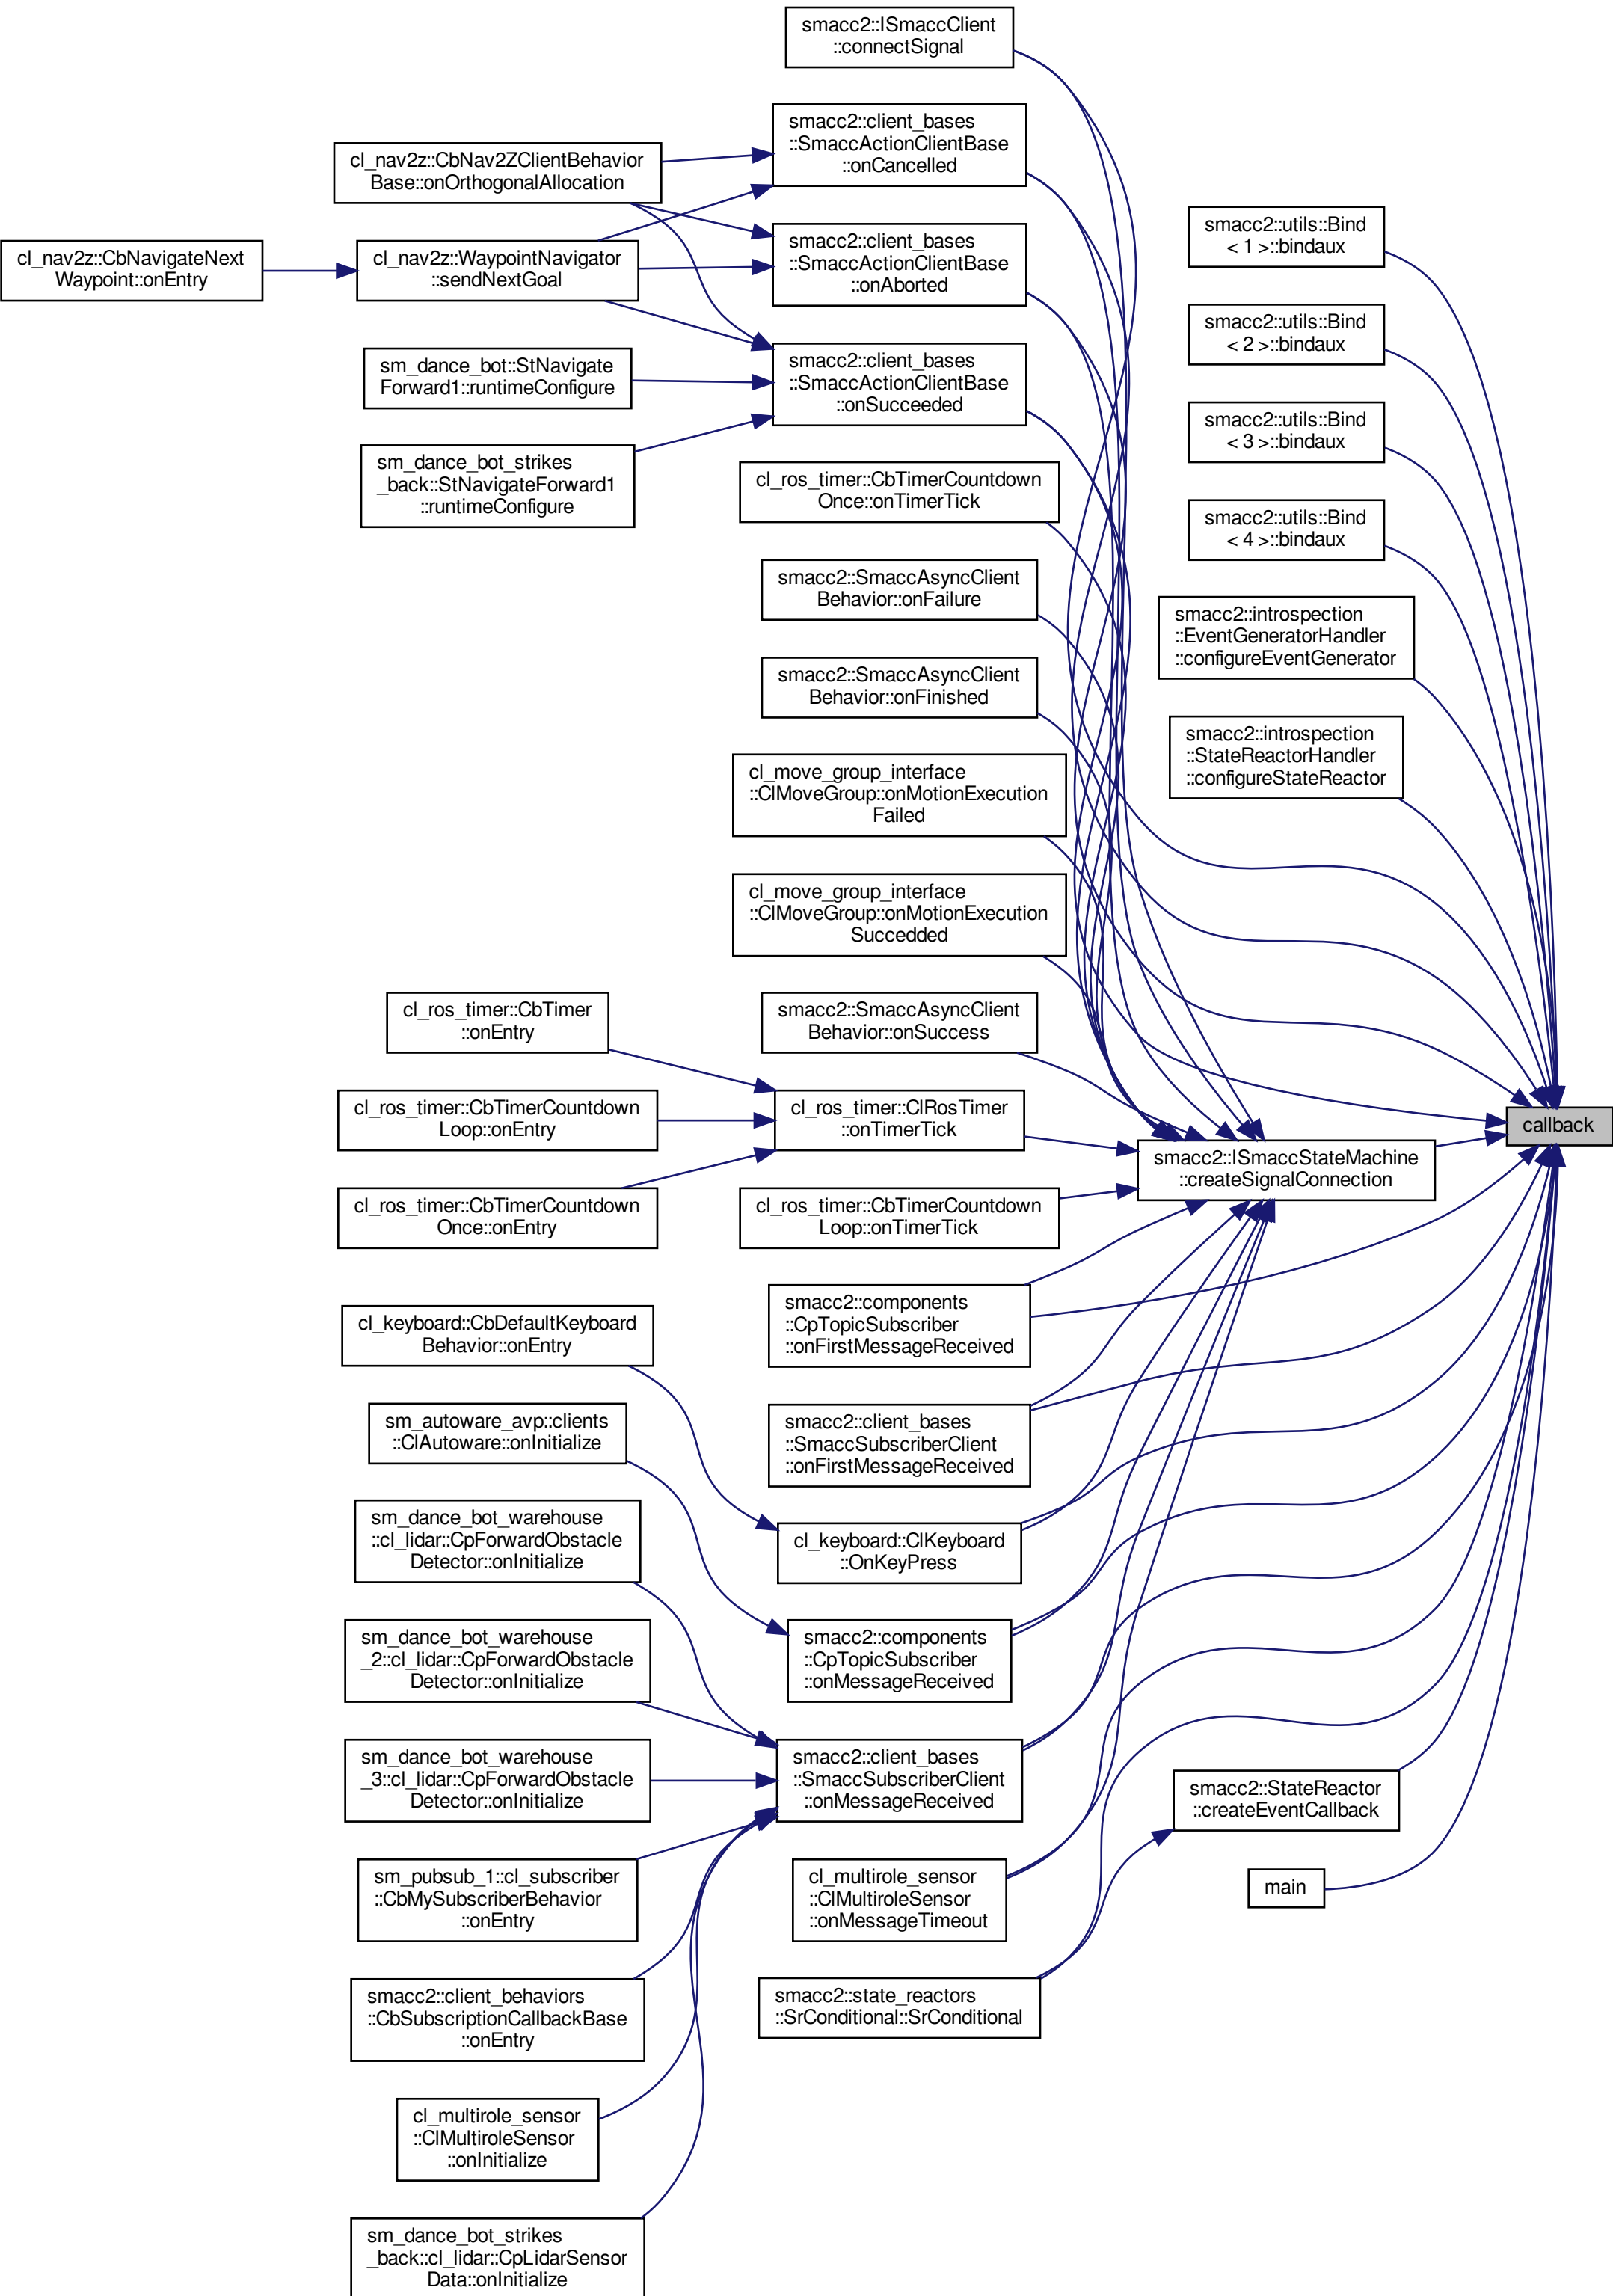 smacc2::ISmaccClient
::connectSignal
smacc2::client_bases
::SmaccActionClientBase
::onCancelled
cl_nav2z::CbNav2ZClientBehavior
Base::onOrthogonalAllocation
smacc2::client_bases
::SmaccActionClientBase
::onAborted
cl_nav2z::CbNavigateNext
Waypoint::onEntry
cl_nav2z::WaypointNavigator
::sendNextGoal
smacc2::client_bases
::SmaccActionClientBase
::onSucceeded
sm_dance_bot::StNavigate
Forward1::runtimeConfigure
sm_dance_bot_strikes
_back::StNavigateForward1
::runtimeConfigure
cl_ros_timer::CbTimerCountdown
Once::onTimerTick
smacc2::SmaccAsyncClient
Behavior::onFailure
smacc2::SmaccAsyncClient
Behavior::onFinished
cl_move_group_interface
::ClMoveGroup::onMotionExecution
Failed
cl_move_group_interface
::ClMoveGroup::onMotionExecution
Succedded
smacc2::SmaccAsyncClient
Behavior::onSuccess
cl_ros_timer::CbTimer
::onEntry
cl_ros_timer::CbTimerCountdown
Loop::onEntry
cl_ros_timer::CbTimerCountdown
Once::onEntry
cl_ros_timer::ClRosTimer
::onTimerTick
cl_ros_timer::CbTimerCountdown
Loop::onTimerTick
smacc2::components
::CpTopicSubscriber
::onFirstMessageReceived
smacc2::client_bases
::SmaccSubscriberClient
::onFirstMessageReceived
cl_keyboard::CbDefaultKeyboard
Behavior::onEntry
cl_keyboard::ClKeyboard
::OnKeyPress
sm_autoware_avp::clients
::ClAutoware::onInitialize
smacc2::components
::CpTopicSubscriber
::onMessageReceived
sm_dance_bot_warehouse
::cl_lidar::CpForwardObstacle
Detector::onInitialize
sm_dance_bot_warehouse
_2::cl_lidar::CpForwardObstacle
Detector::onInitialize
sm_dance_bot_warehouse
_3::cl_lidar::CpForwardObstacle
Detector::onInitialize
smacc2::client_bases
::SmaccSubscriberClient
::onMessageReceived
sm_pubsub_1::cl_subscriber
::CbMySubscriberBehavior
::onEntry
smacc2::client_behaviors
::CbSubscriptionCallbackBase
::onEntry
cl_multirole_sensor
::ClMultiroleSensor
::onInitialize
sm_dance_bot_strikes
_back::cl_lidar::CpLidarSensor
Data::onInitialize
cl_multirole_sensor
::ClMultiroleSensor
::onMessageTimeout
smacc2::state_reactors
::SrConditional::SrConditional
smacc2::utils::Bind
< 1 >::bindaux
smacc2::utils::Bind
< 2 >::bindaux
smacc2::utils::Bind
< 3 >::bindaux
smacc2::utils::Bind
< 4 >::bindaux
smacc2::introspection
::EventGeneratorHandler
::configureEventGenerator
smacc2::introspection
::StateReactorHandler
::configureStateReactor
smacc2::ISmaccStateMachine
::createSignalConnection
callback
smacc2::StateReactor
::createEventCallback
main